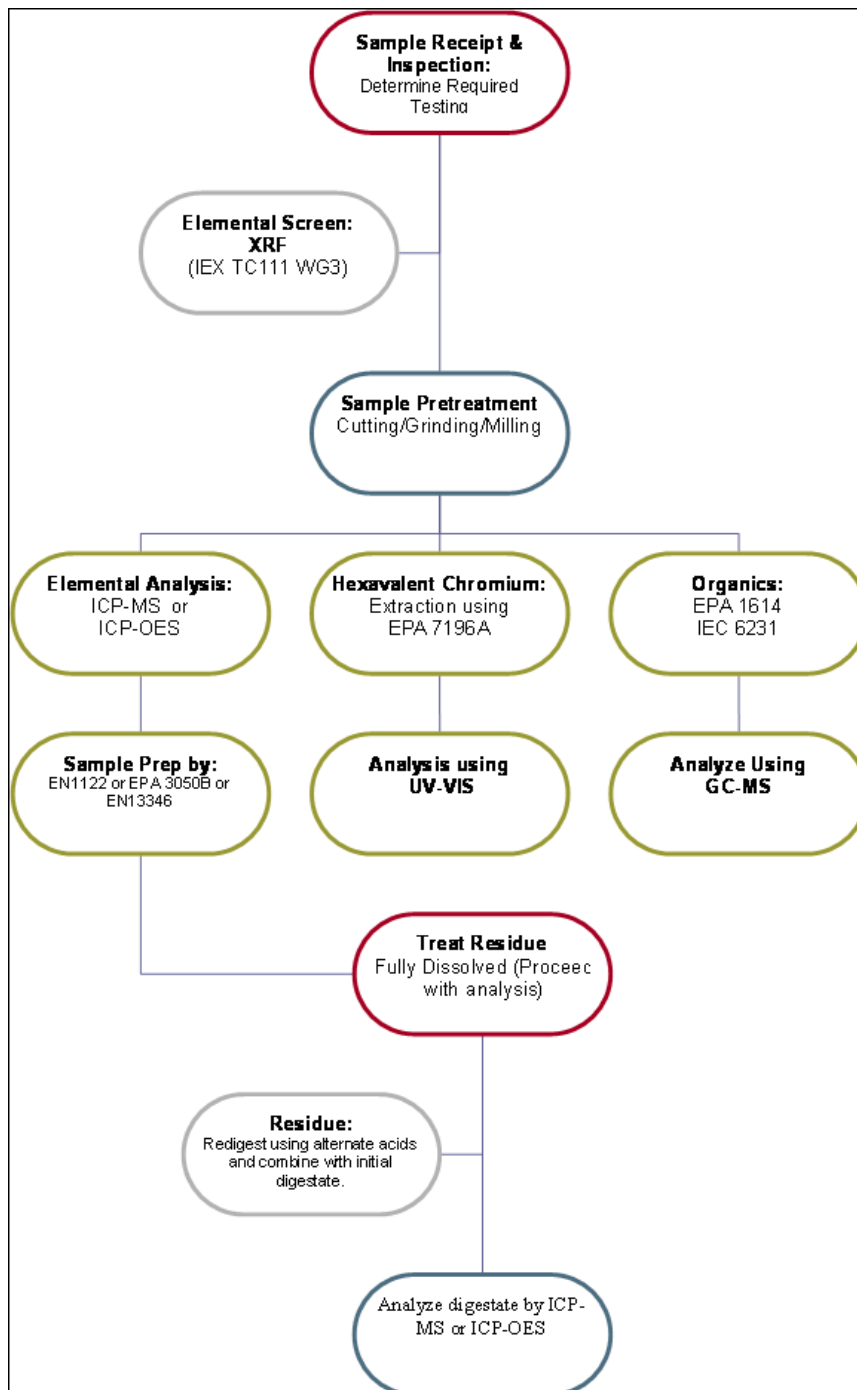 Sample Receipt &
Inspection:
Determine Required
Testing
Elemental Screen:
XRF
(IEX TC111 WG3)
Sample Pretreatment
Cutting/Grinding/Milling
Elemental Analysis:
ICP-MS or
ICP-OES
Hexavalent Chromium:
Extraction using
EPA 7196A
Organics:
EPA 1614
IEC 6231
Sample Prep by:
EN1122 or EPA 3050B or
EN13346
Analysis using
UV-VIS
Analyze Using
GC-MS
Treat Residue
Fully Dissolved (Proceed
with analysis)
Residue:
Redigest using alternate acids
and combine with initial
digestate.
Analyze digestate by ICP-
MS or ICP-OES